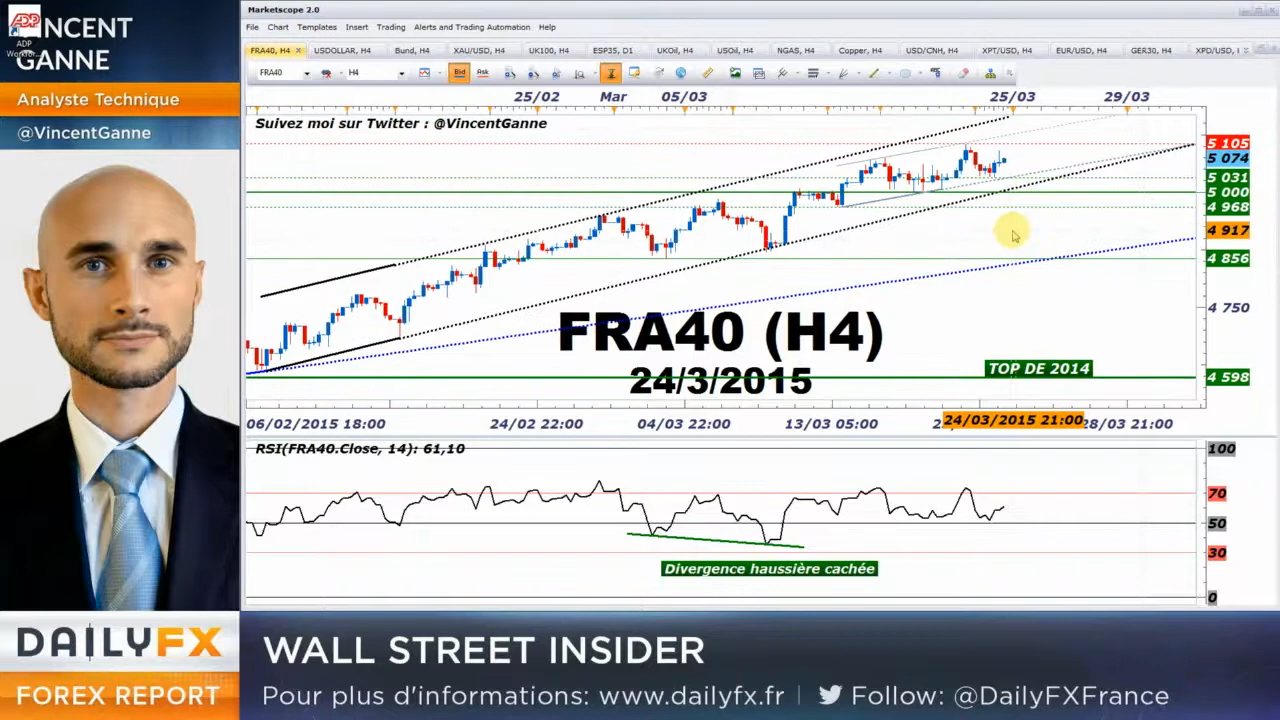 ADP
ADP
VINCENT
GANNE
Analyste Technique
@VincentGanne
Marketscope 2.0
File Chart Templates Insert Trading Alerts and Trading Automation Help
FRA40, H4 USDOLLAR, H4 Bund, H4 XAU/USD, H4 UK100, H4 ESP35, D1 UKOil, H4 USOil, H4 NGAS, H4 Copper, H4 USD/CNH, H4 XPT/USD, H4 EUR/USD, H4 GER30, H4 XPD/USD,
FRA40 H4 Bid Ask
25/02 Mar 05/03 25/03 29/03
Suivez moi sur Twitter : @VincentGanne
5 105
5 074
5 031
5 000
4 968
4 917
4 856
4 750
4 598
FRA40 (H4)
24/3/2015
TOP DE 2014
06/02/2015 13:00 24/02 22:00 04/03 22:00 13/03 05:00 24/03/2015 21:00 28/03 21:00
RSI(FRA40.Close, 14): 61,10
100
70
50
30
0
Divergence haussière cachée
DAILYFX
FOREX REPORT
WALL STREET INSIDER
Pour plus d'informations: www.dailyfx.fr | Follow: @DailyFXFrance